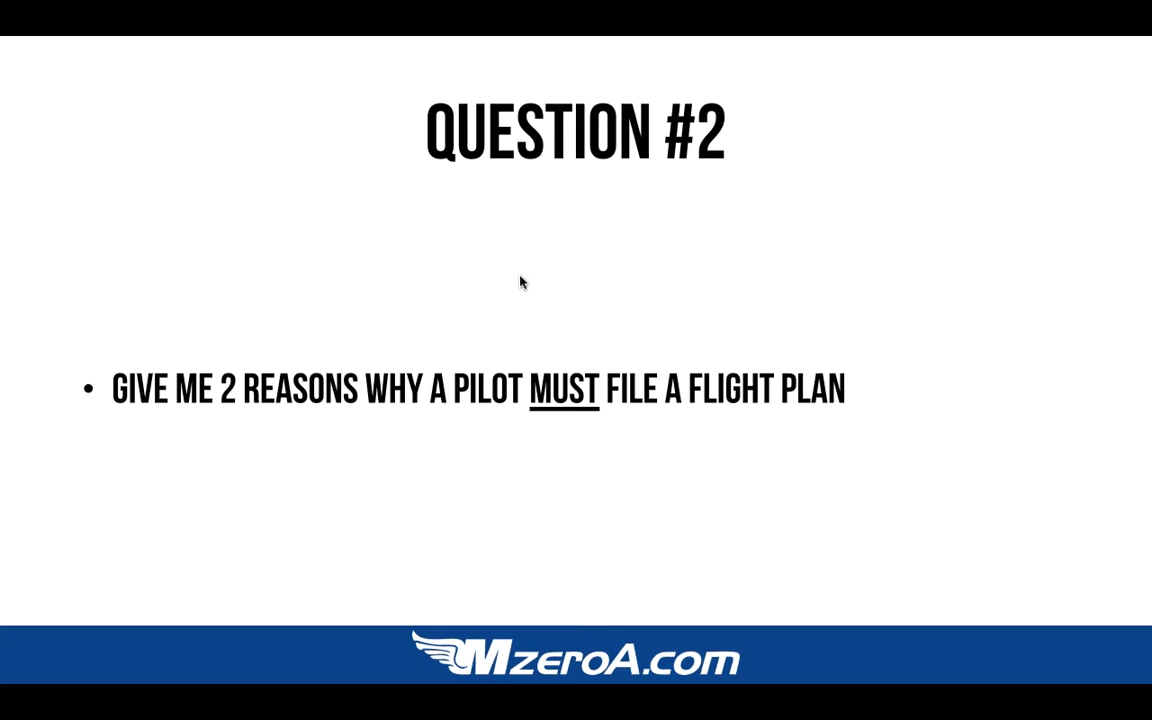 QUESTION #2
• GIVE ME 2 REASONS WHY A PILOT MUST FILE A FLIGHT PLAN
MzeroA.com